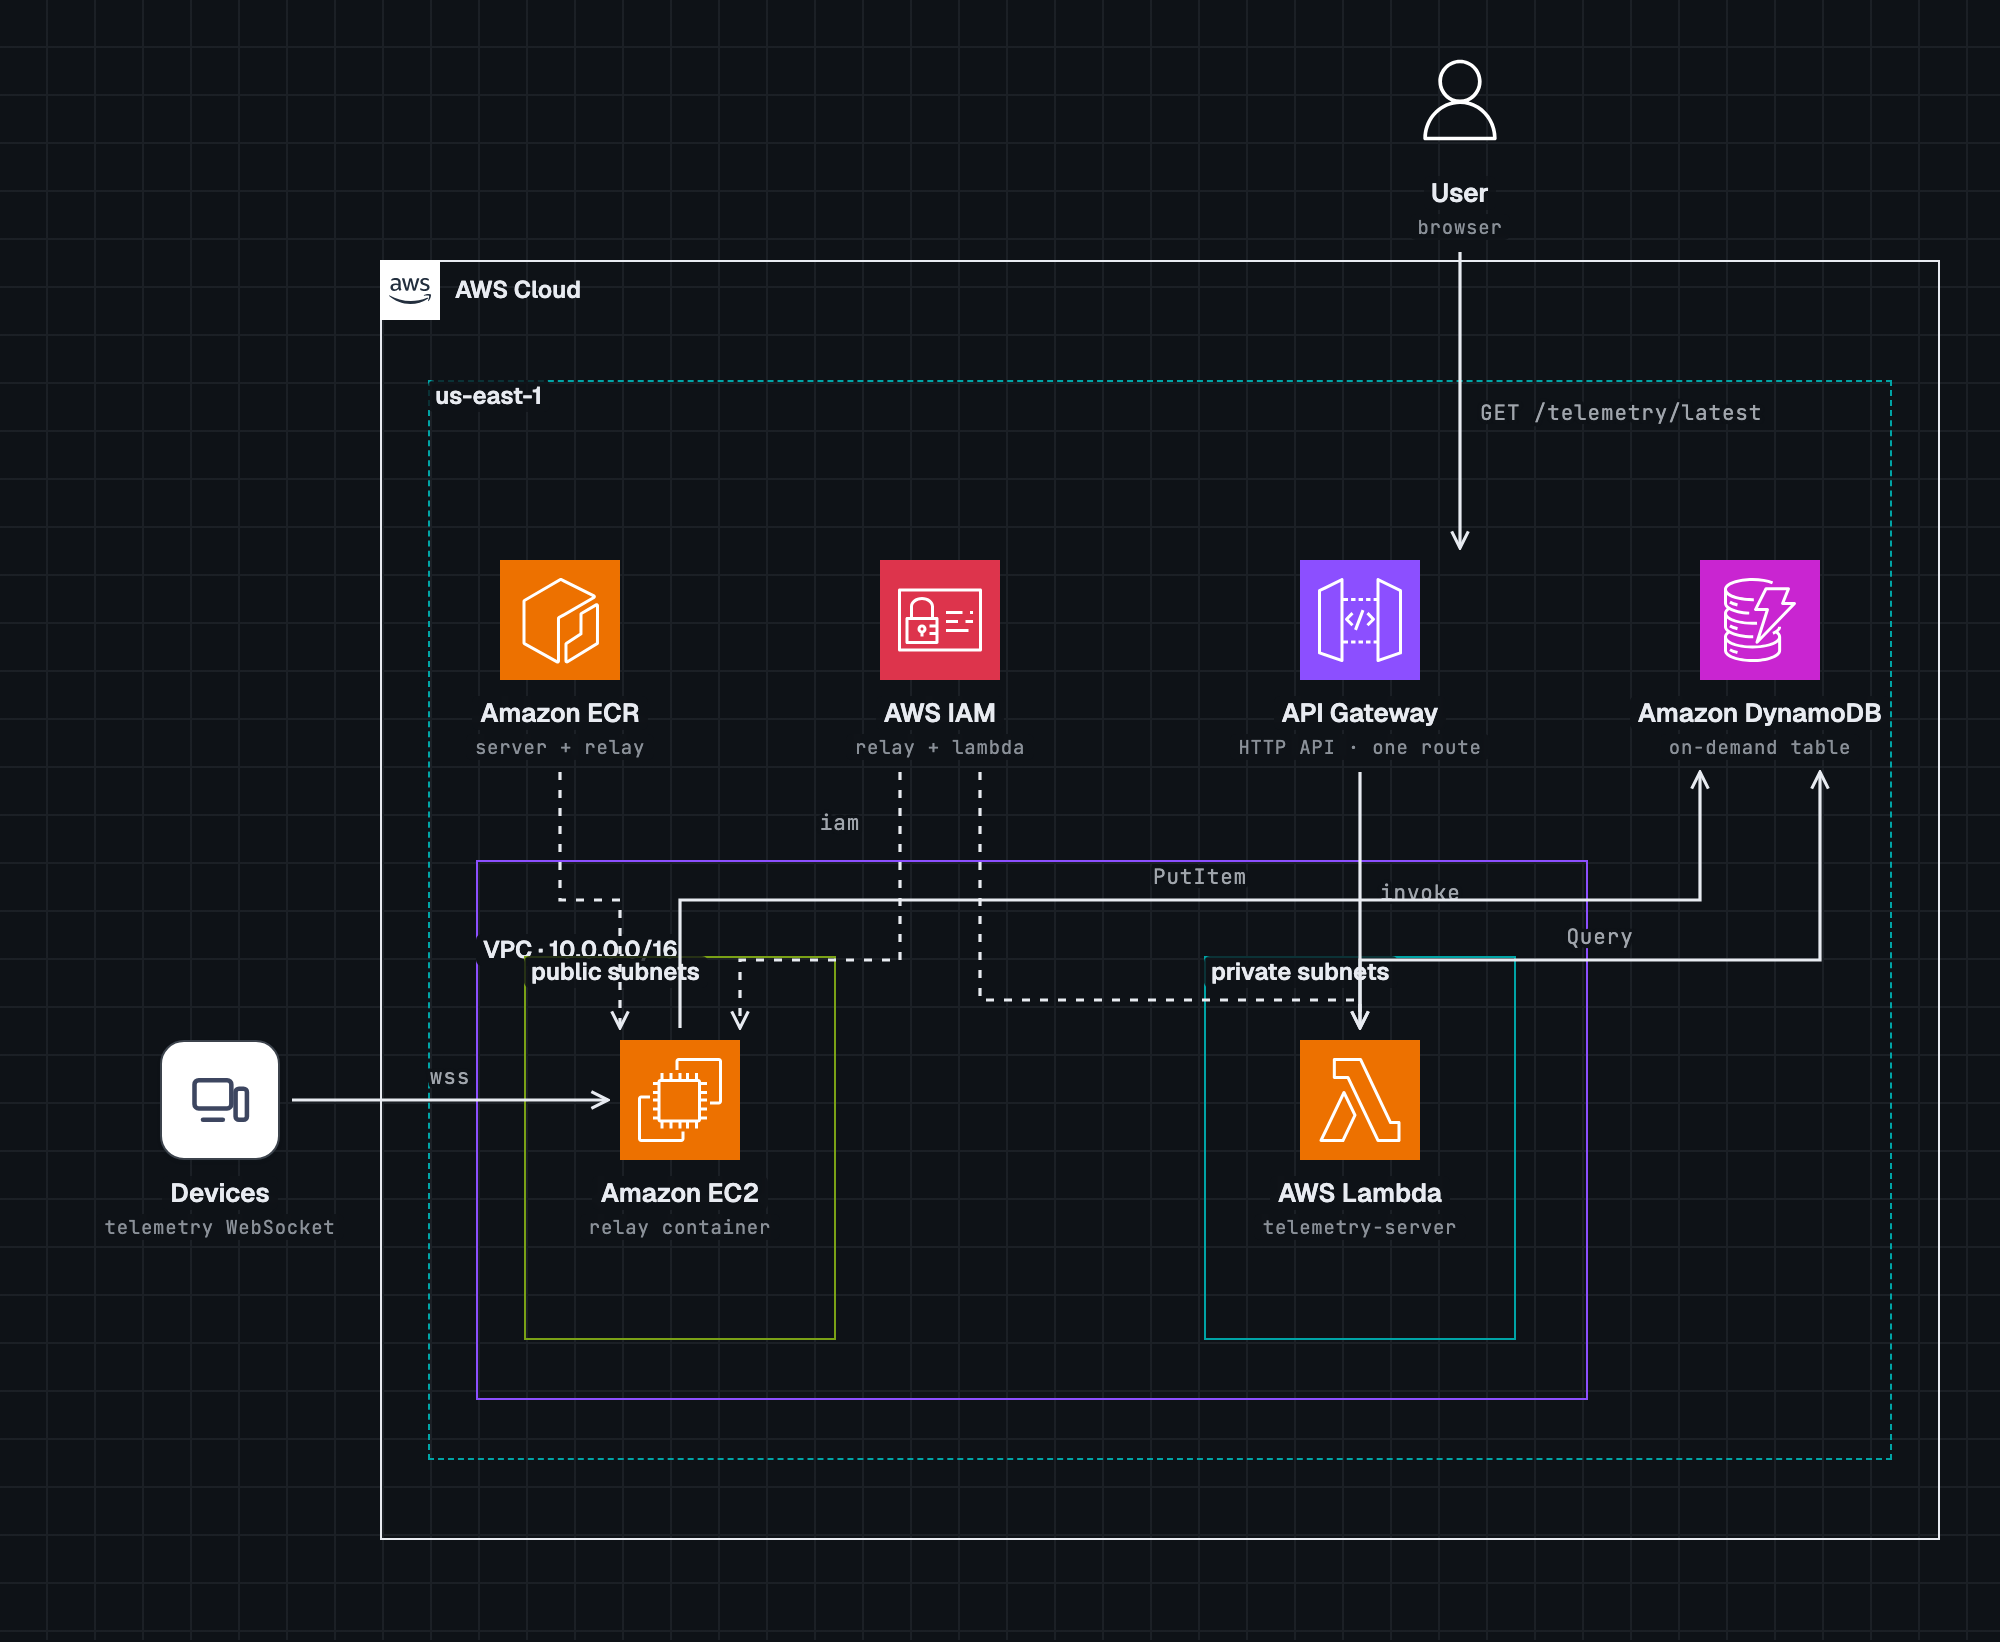 User
browser
aws
AWS Cloud
us-east-1
GET /telemetry/latest
Amazon ECR
server + relay
AWS IAM
relay + lambda
API Gateway
HTTP API · one route
Amazon DynamoDB
on-demand table
iam
PutItem
invoke
Query
VPC · 10.0.0.0/16
public subnets
private subnets
wss
Devices
telemetry WebSocket
Amazon EC2
relay container
AWS Lambda
telemetry-server